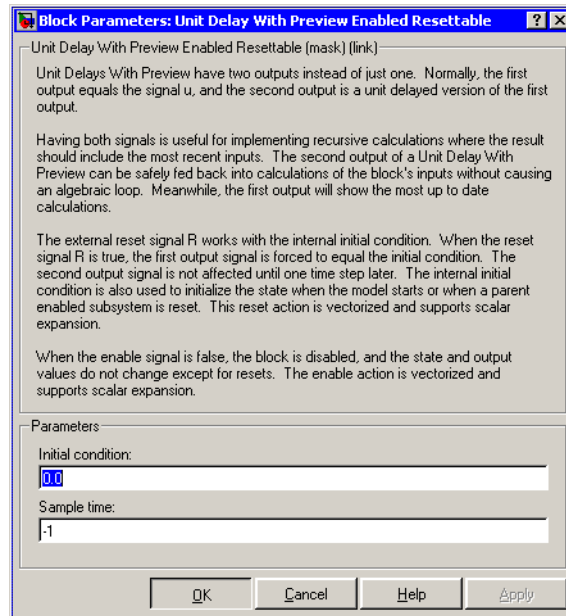 Block Parameters: Unit Delay With Preview Enabled Resettable
Unit Delay With Preview Enabled Resettable (mask) (link)
Unit Delays With Preview have two outputs instead of just one. Normally, the first
output equals the signal u, and the second output is a unit delayed version of the first
output.
Having both signals is useful for implementing recursive calculations where the result
should include the most recent inputs. The second output of a Unit Delay With
Preview can be safely fed back into calculations of the block's inputs without causing
an algebraic loop. Meanwhile, the first output will show the most up to date
calculations.
The external reset signal R works with the internal initial condition. When the reset
signal R is true, the first output signal is forced to equal the initial condition. The
second output signal is not affected until one time step later. The internal initial
condition is also used to initialize the state when the model starts or when a parent
enabled subsystem is reset. This reset action is vectorized and supports scalar
expansion.
When the enable signal is false, the block is disabled, and the state and output
values do not change except for resets. The enable action is vectorized and
supports scalar expansion.
Parameters
Initial condition:
0.0
Sample time:
-1
OK Cancel Help Apply